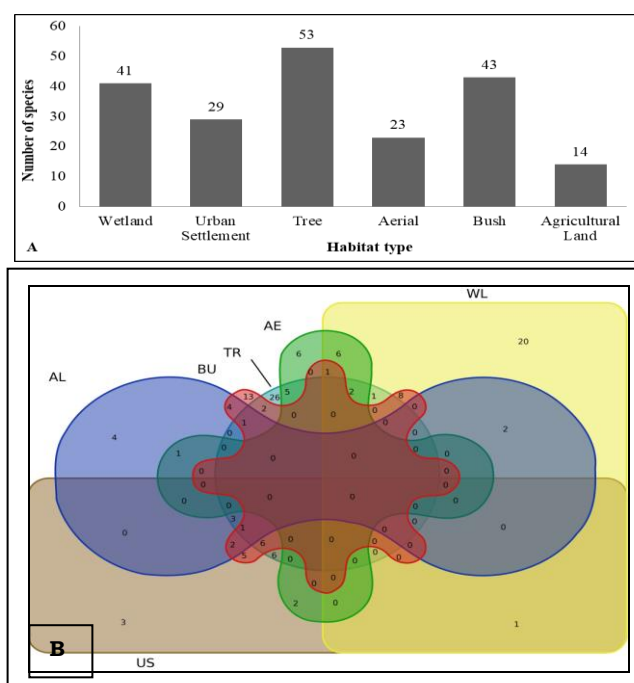 60
50
40
30
20
10
0
Number of species
41
29
53
23
43
14
Wetland
Urban Settlement
Tree
Aerial
Bush
Agricultural Land
A
Habitat type
WL
AE
TR
BU
AL
20
6 6
0 1
5 2 1
13 26 8
4 2 0 0
0 0
1 0
0 0
4 2
0 0
1 0
0 0
0 0
0 0
0 0
0 0
0 0
3 0
0 1 0 0
2 6 0 0 0 0
5 6 0 0 0 0
0 0
2 0
3 1
B
US